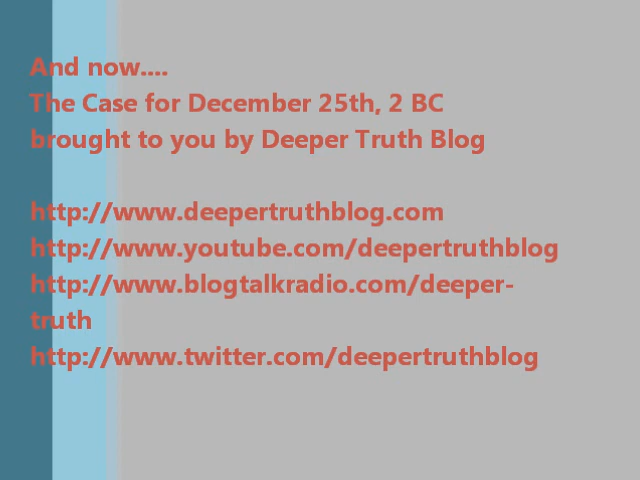 And now....
The Case for December 25th, 2 BC
brought to you by Deeper Truth Blog
http://www.deepertruthblog.com
http://www.youtube.com/deepertruthblog
http://www.blogtalkradio.com/deeper-
truth
http://www.twitter.com/deepertruthblog